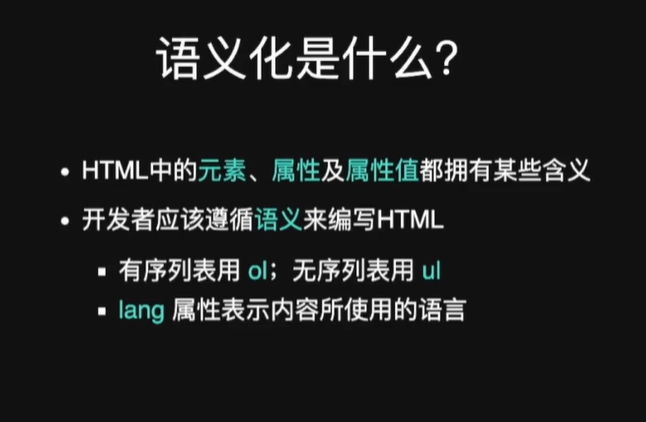 语义化是什么？
• HTML中的元素、属性及属性值都拥有某些含义
• 开发者应该遵循语义来编写HTML
▪ 有序列表用 ol；无序列表用 ul
▪ lang 属性表示内容所使用的语言